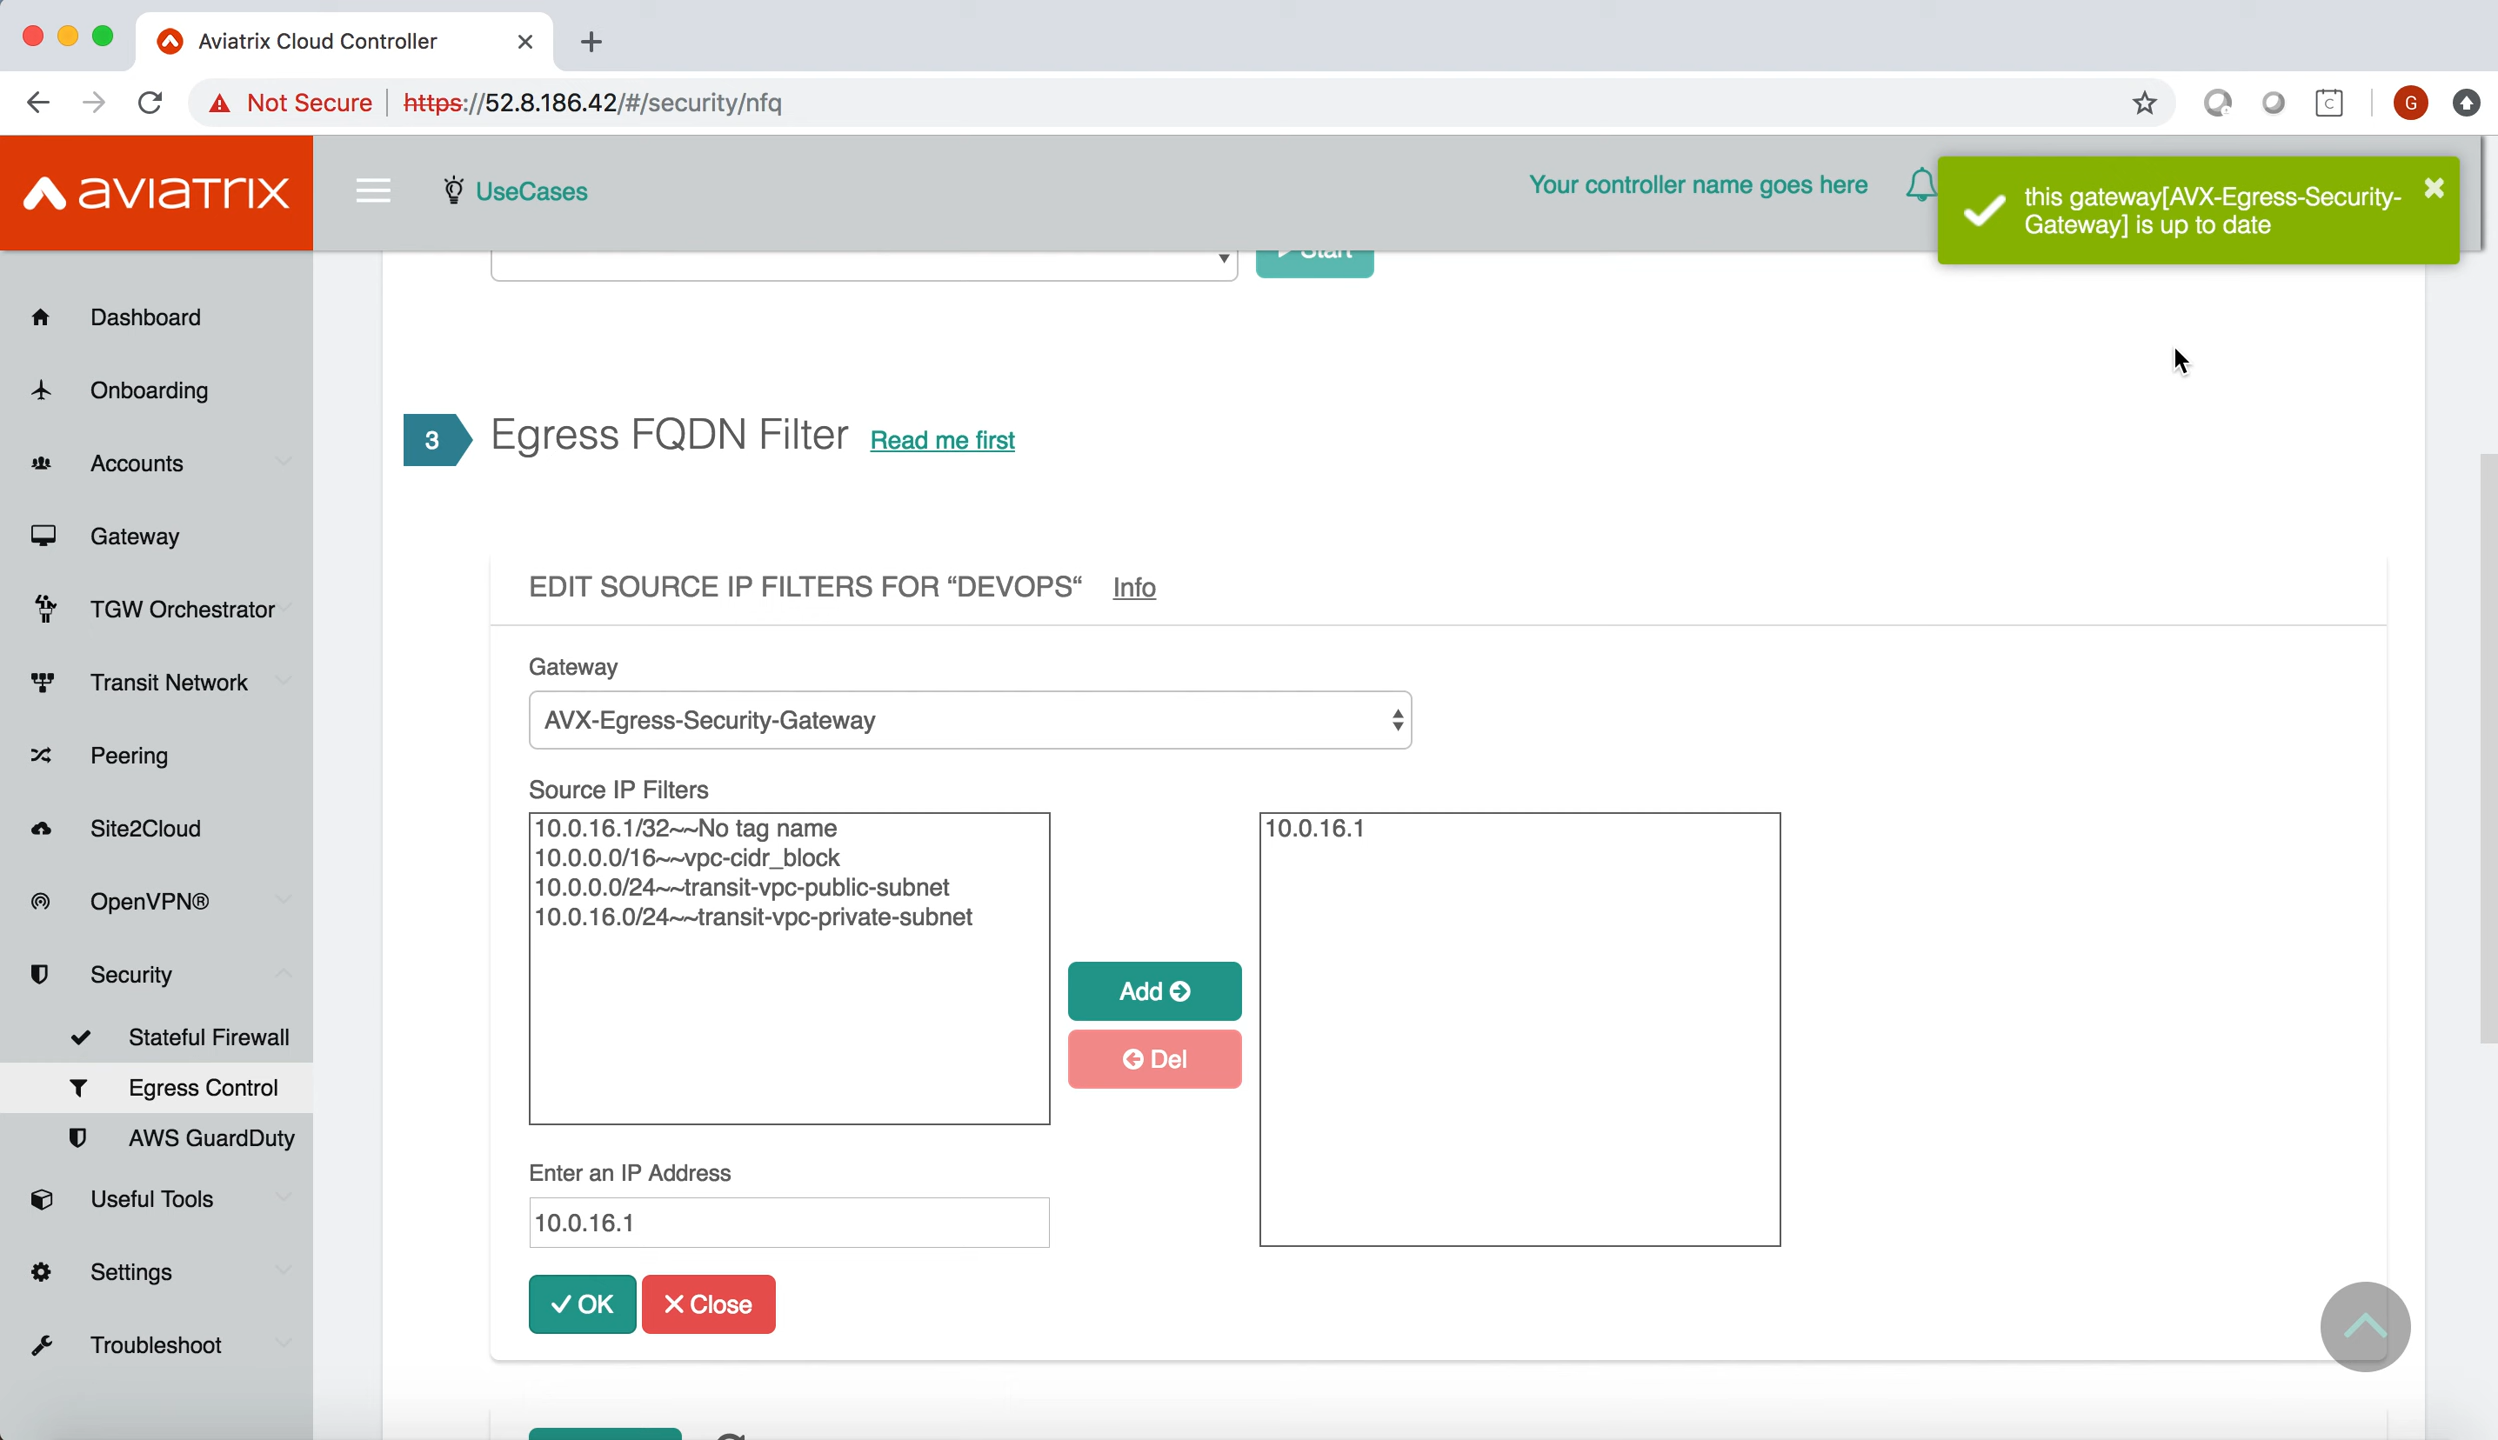 Aviatrix Cloud Controller
Not Secure
https://52.8.186.42/#/security/nfq
C
G
aviatrix
UseCases
Your controller name goes here
this gateway[AVX-Egress-Security-
Gateway] is up to date
Start
Dashboard
Onboarding
Accounts
Gateway
TGW Orchestrator
Transit Network
Peering
Site2Cloud
OpenVPN®
Security
Stateful Firewall
Egress Control
AWS GuardDuty
Useful Tools
Settings
Troubleshoot
3
Egress FQDN Filter
Read me first
EDIT SOURCE IP FILTERS FOR “DEVOPS“ Info
Gateway
AVX-Egress-Security-Gateway
Source IP Filters
10.0.16.1/32~~No tag name
10.0.0.0/16~~vpc-cidr_block
10.0.0.0/24~~transit-vpc-public-subnet
10.0.16.0/24~~transit-vpc-private-subnet
Add
Del
10.0.16.1
Enter an IP Address
10.0.16.1
OK
Close